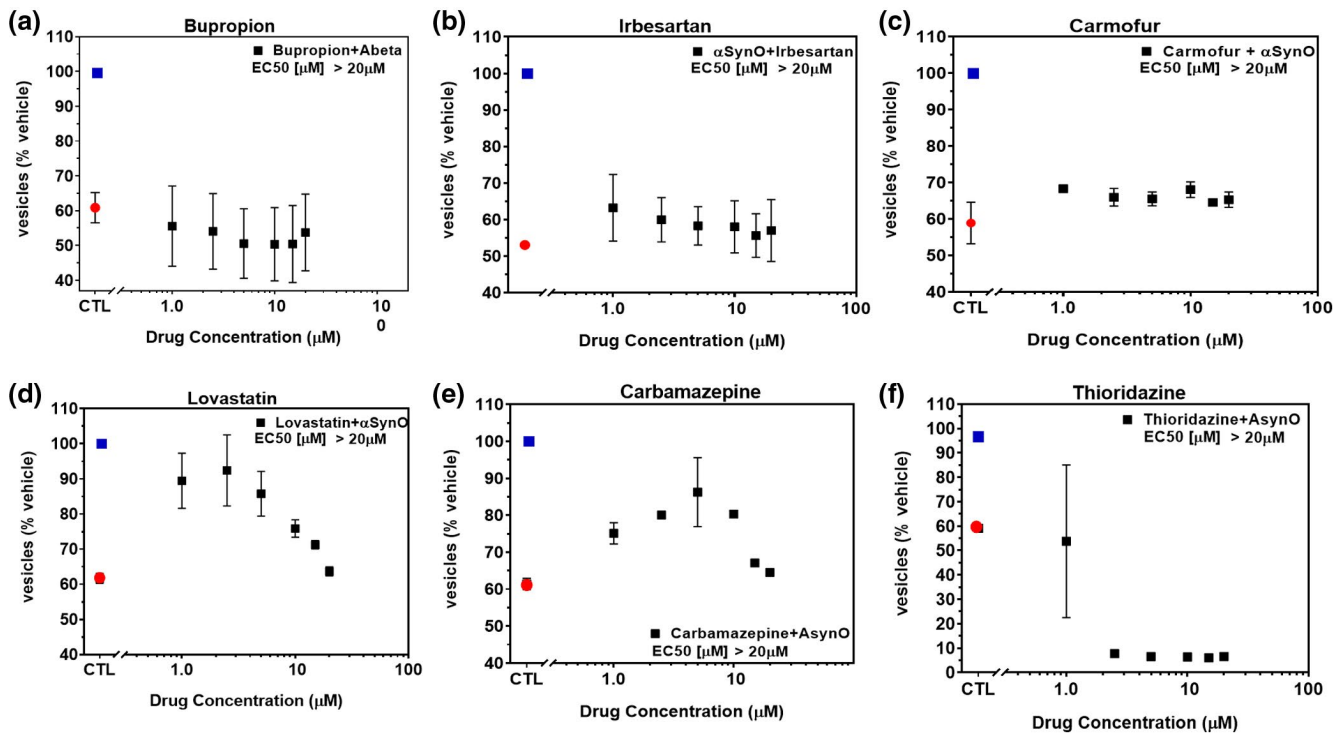 (a)
Bupropion
110
100
90
80
70
60
50
40
vesicles (% vehicle)
Bupropion+Abeta
EC50 [μM] > 20μM
CTL
1.0
10
10
0
Drug Concentration (μM)
(b)
Irbesartan
110
100
90
80
70
60
50
40
vesicles (% vehicle)
αSynO+Irbesartan
EC50 [μM] > 20μM
CTL
1.0
10
100
Drug Concentration (μM)
(c)
Carmofur
110
100
90
80
70
60
50
40
vesicles (% vehicle)
Carmofur + αSynO
EC50 [μM] > 20μM
CTL
1.0
10
100
Drug Concentration (μM)
(d)
Lovastatin
110
100
90
80
70
60
50
40
vesicles (% vehicle)
Lovastatin+αSynO
EC50 [μM] > 20μM
CTL
1.0
10
100
Drug Concentration (μM)
(e)
Carbamazepine
110
100
90
80
70
60
50
40
vesicles (% vehicle)
Carbamazepine+AsynO
EC50 [μM] > 20μM
CTL
1.0
10
Drug Concentration (μM)
(f)
Thioridazine
110
100
90
80
70
60
50
40
30
20
10
0
vesicles (% vehicle)
Thioridazine+AsynO
EC50 [μM] > 20μM
CTL
1.0
10
100
Drug Concentration (μM)